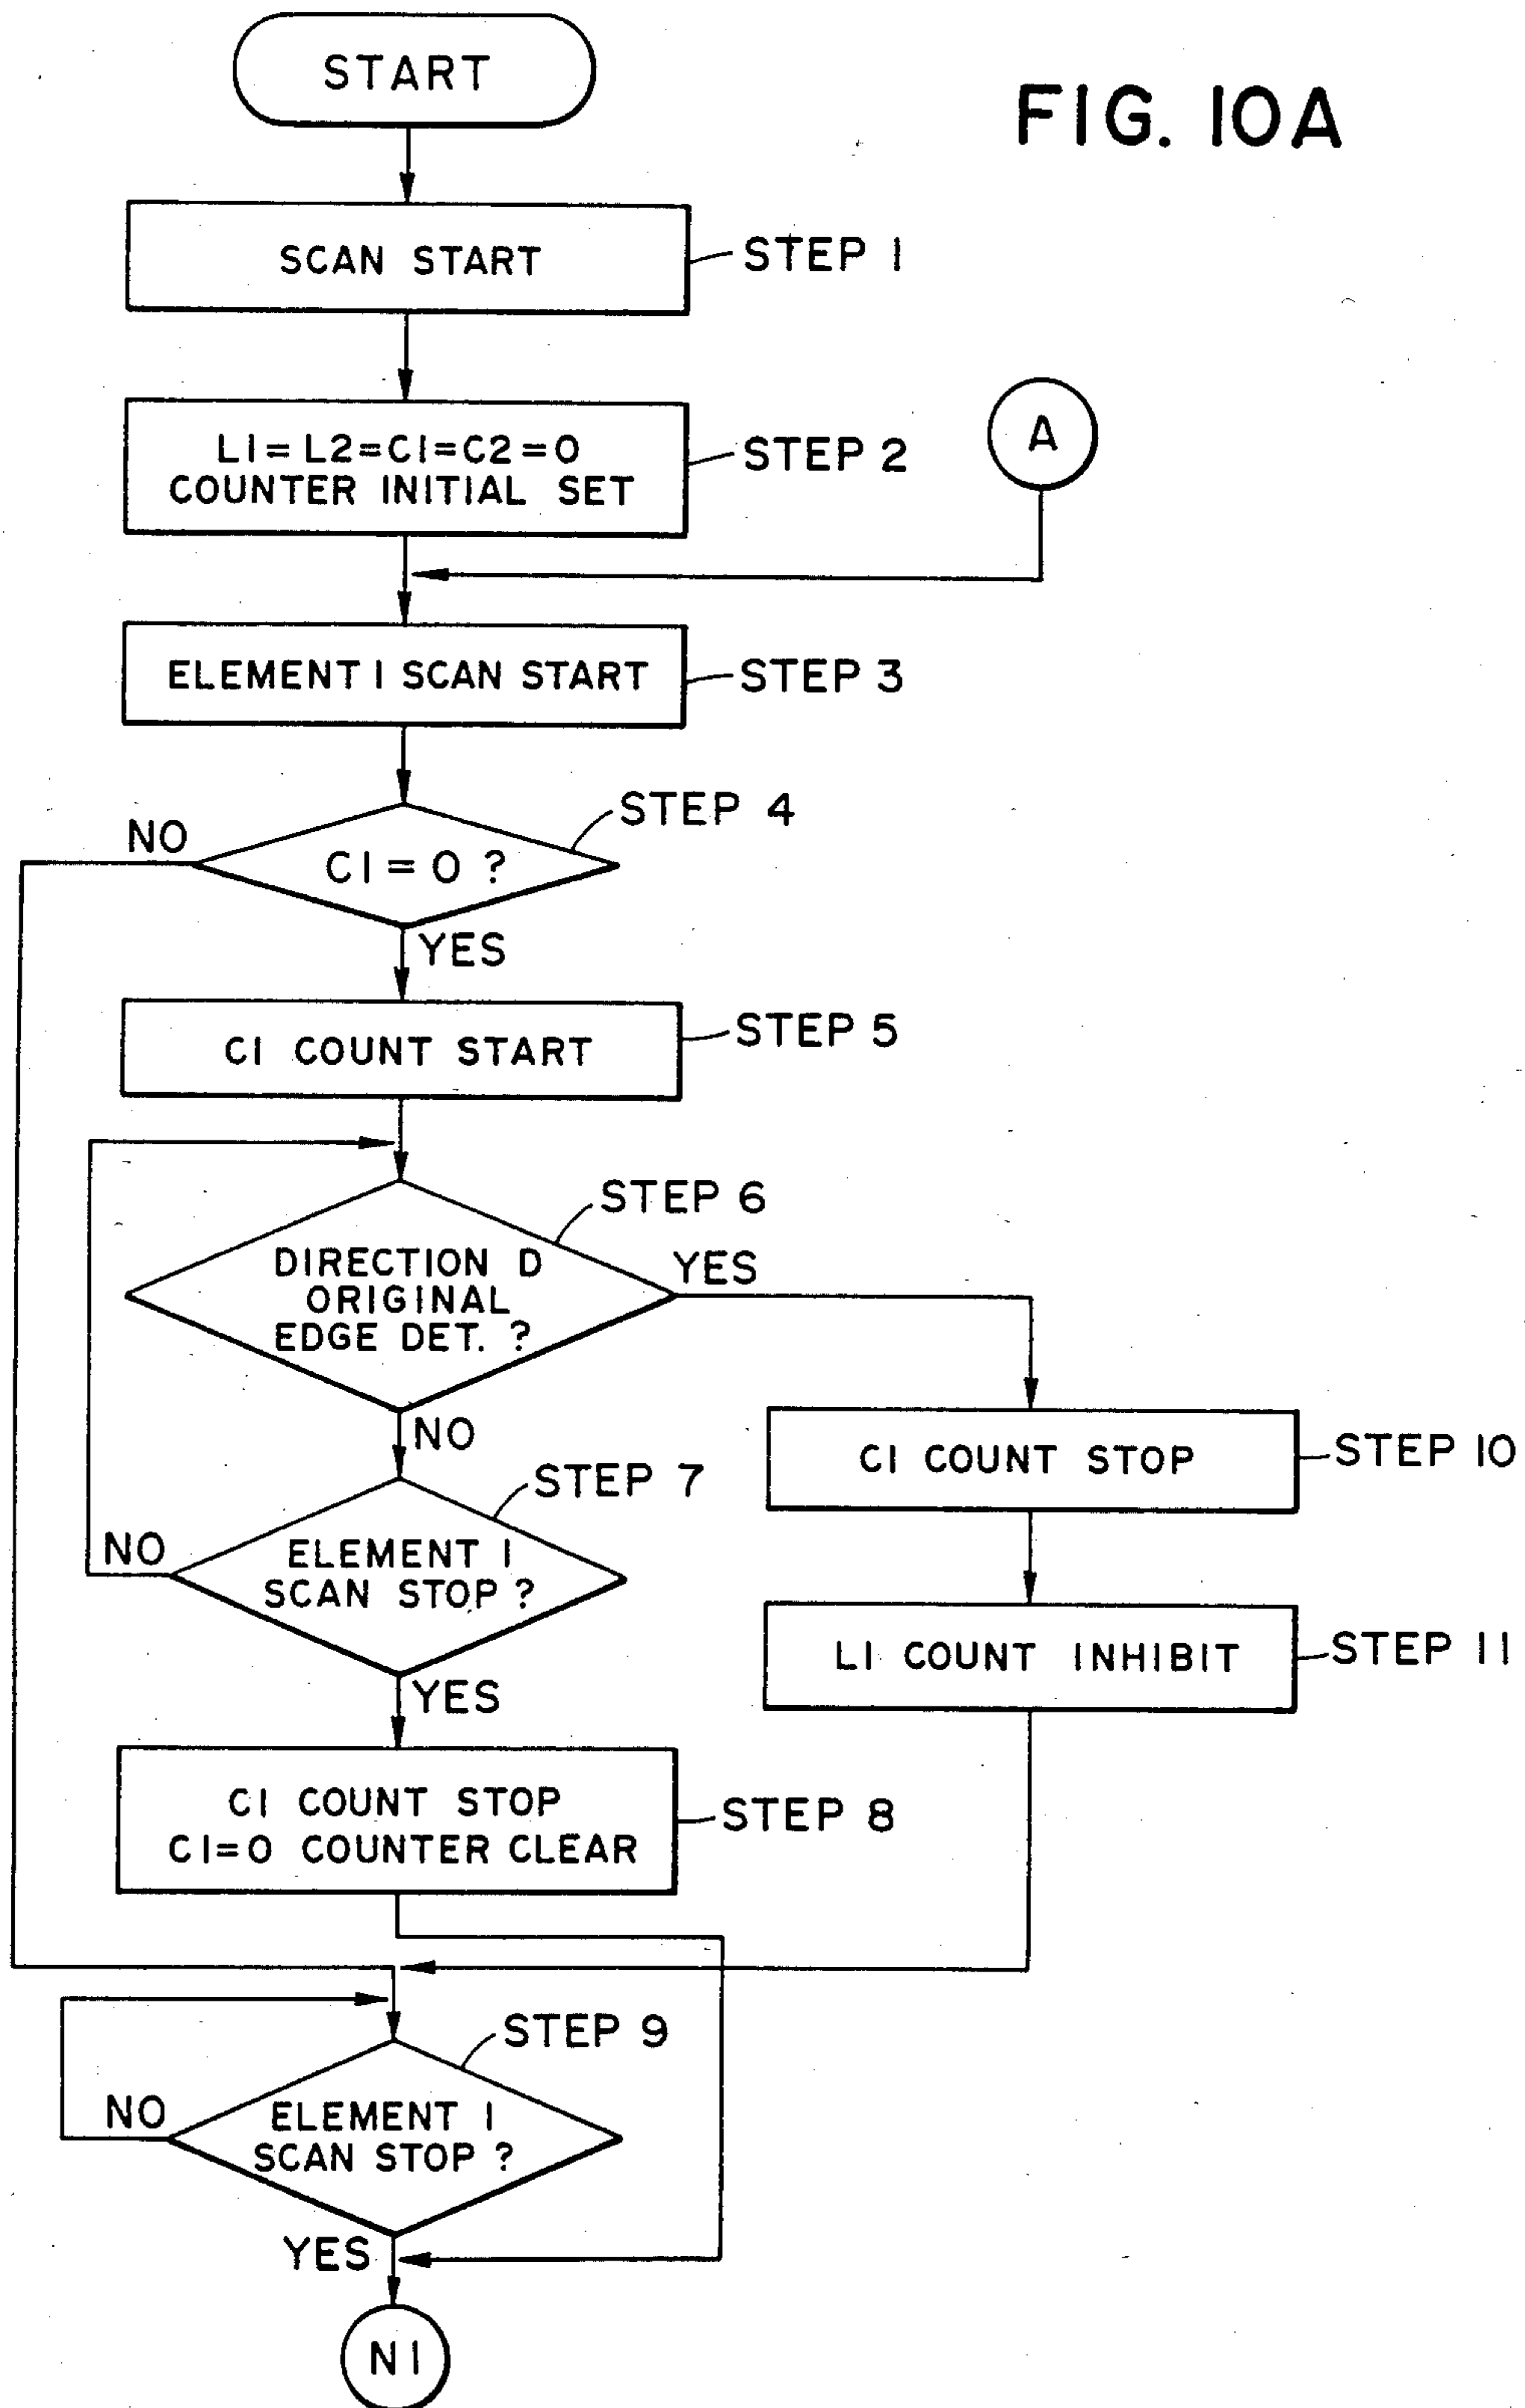 START
FIG. 10A
SCAN START
STEP 1
L1=L2=C1=C2=0
COUNTER INITIAL SET
STEP 2
A
ELEMENT 1 SCAN START
STEP 3
STEP 4
NO
C1=0 ?
YES
C1 COUNT START
STEP 5
STEP 6
DIRECTION D
ORIGINAL
EDGE DET. ?
YES
NO
C1 COUNT STOP
STEP 10
STEP 7
NO
ELEMENT 1
SCAN STOP ?
L1 COUNT INHIBIT
STEP 11
YES
C1 COUNT STOP
C1=0 COUNTER CLEAR
STEP 8
STEP 9
NO
ELEMENT 1
SCAN STOP ?
YES
N1